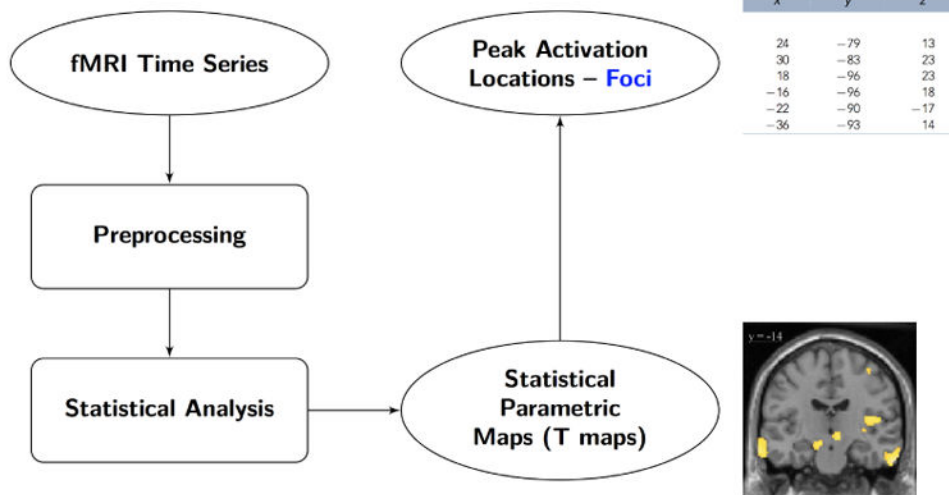 fMRI Time Series
Preprocessing
Statistical Analysis
Statistical
Parametric
Maps (T maps)
Peak Activation
Locations – Foci
x y z
24 −79 13
30 −83 23
18 −96 23
−16 −96 18
−22 −90 −17
−36 −93 14
y = -14